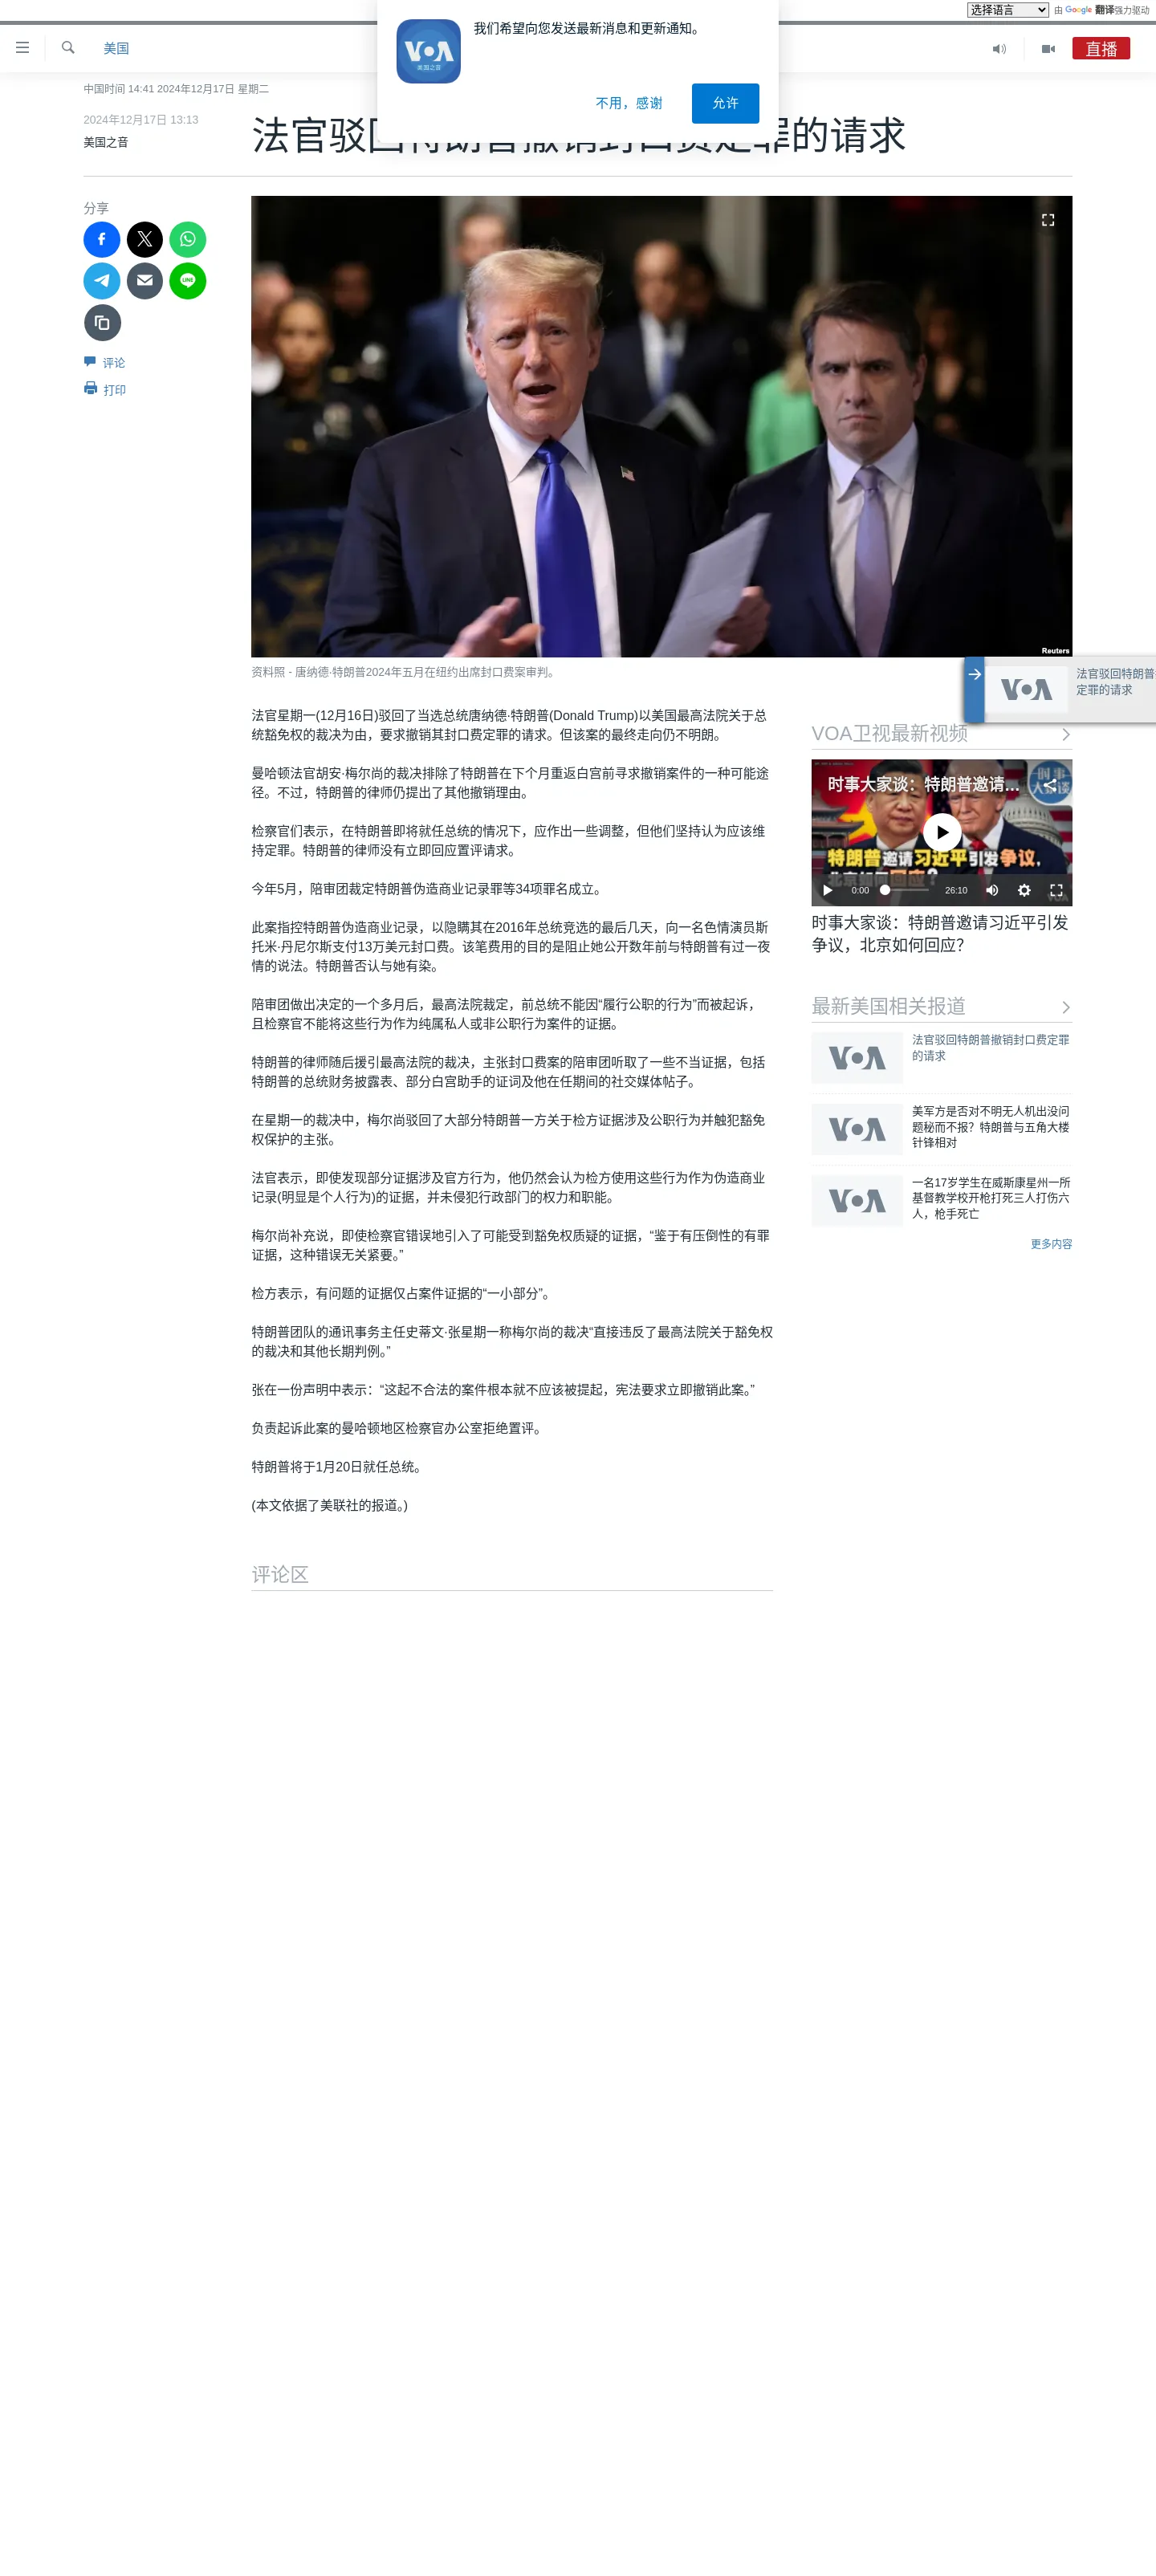 选择语言
由 Google 翻译强力驱动
美国
直播
VOA
美国之音
我们希望向您发送最新消息和更新通知。
不用，感谢
允许
中国时间 14:41 2024年12月17日 星期二
2024年12月17日 13:13
美国之音
法官驳回特朗普撤销封口费定罪的请求
分享
LINE
评论
打印
Reuters
资料照 - 唐纳德·特朗普2024年五月在纽约出席封口费案审判。
法官驳回特朗普
定罪的请求
VOA
法官星期一(12月16日)驳回了当选总统唐纳德·特朗普(Donald Trump)以美国最高法院关于总
统豁免权的裁决为由，要求撤销其封口费定罪的请求。但该案的最终走向仍不明朗。
曼哈顿法官胡安·梅尔尚的裁决排除了特朗普在下个月重返白宫前寻求撤销案件的一种可能途
径。不过，特朗普的律师仍提出了其他撤销理由。
检察官们表示，在特朗普即将就任总统的情况下，应作出一些调整，但他们坚持认为应该维
持定罪。特朗普的律师没有立即回应置评请求。
今年5月，陪审团裁定特朗普伪造商业记录罪等34项罪名成立。
此案指控特朗普伪造商业记录，以隐瞒其在2016年总统竞选的最后几天，向一名色情演员斯
托米·丹尼尔斯支付13万美元封口费。该笔费用的目的是阻止她公开数年前与特朗普有过一夜
情的说法。特朗普否认与她有染。
陪审团做出决定的一个多月后，最高法院裁定，前总统不能因“履行公职的行为”而被起诉，
且检察官不能将这些行为作为纯属私人或非公职行为案件的证据。
特朗普的律师随后援引最高法院的裁决，主张封口费案的陪审团听取了一些不当证据，包括
特朗普的总统财务披露表、部分白宫助手的证词及他在任期间的社交媒体帖子。
在星期一的裁决中，梅尔尚驳回了大部分特朗普一方关于检方证据涉及公职行为并触犯豁免
权保护的主张。
法官表示，即使发现部分证据涉及官方行为，他仍然会认为检方使用这些行为作为伪造商业
记录(明显是个人行为)的证据，并未侵犯行政部门的权力和职能。
梅尔尚补充说，即使检察官错误地引入了可能受到豁免权质疑的证据，“鉴于有压倒性的有罪
证据，这种错误无关紧要。”
检方表示，有问题的证据仅占案件证据的“一小部分”。
特朗普团队的通讯事务主任史蒂文·张星期一称梅尔尚的裁决“直接违反了最高法院关于豁免权
的裁决和其他长期判例。”
张在一份声明中表示：“这起不合法的案件根本就不应该被提起，宪法要求立即撤销此案。”
负责起诉此案的曼哈顿地区检察官办公室拒绝置评。
特朗普将于1月20日就任总统。
(本文依据了美联社的报道。)
评论区
VOA卫视最新视频
时事大家谈：特朗普邀请...
时事
大家谈
特朗普邀请习近平引发争议，
北京如何回应？
0:00
26:10
时事大家谈：特朗普邀请习近平引发
争议，北京如何回应？
最新美国相关报道
VOA
法官驳回特朗普撤销封口费定罪
的请求
VOA
美军方是否对不明无人机出没问
题秘而不报？特朗普与五角大楼
针锋相对
VOA
一名17岁学生在威斯康星州一所
基督教学校开枪打死三人打伤六
人，枪手死亡
更多内容